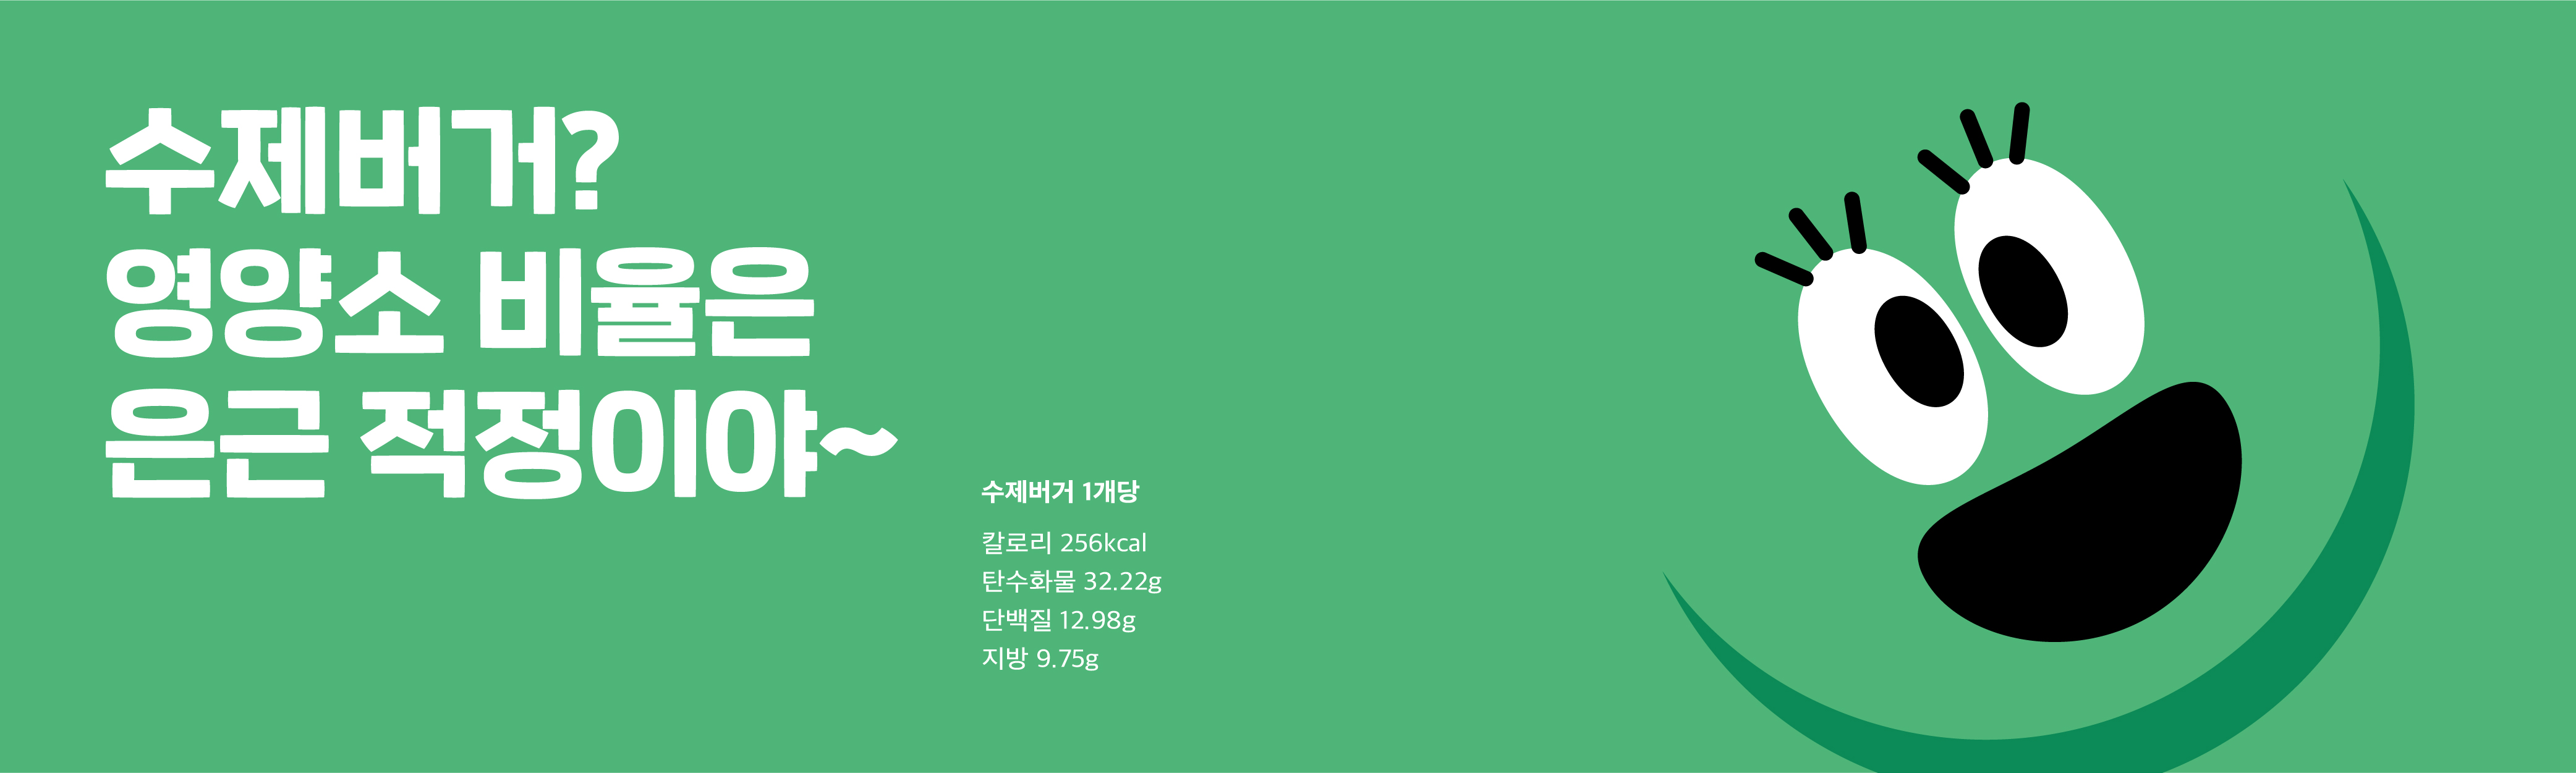 수제버거?
영양소 비율은
은근 적정이야~
수제버거 1개당
칼로리 256kcal
탄수화물 32.22g
단백질 12.98g
지방 9.75g